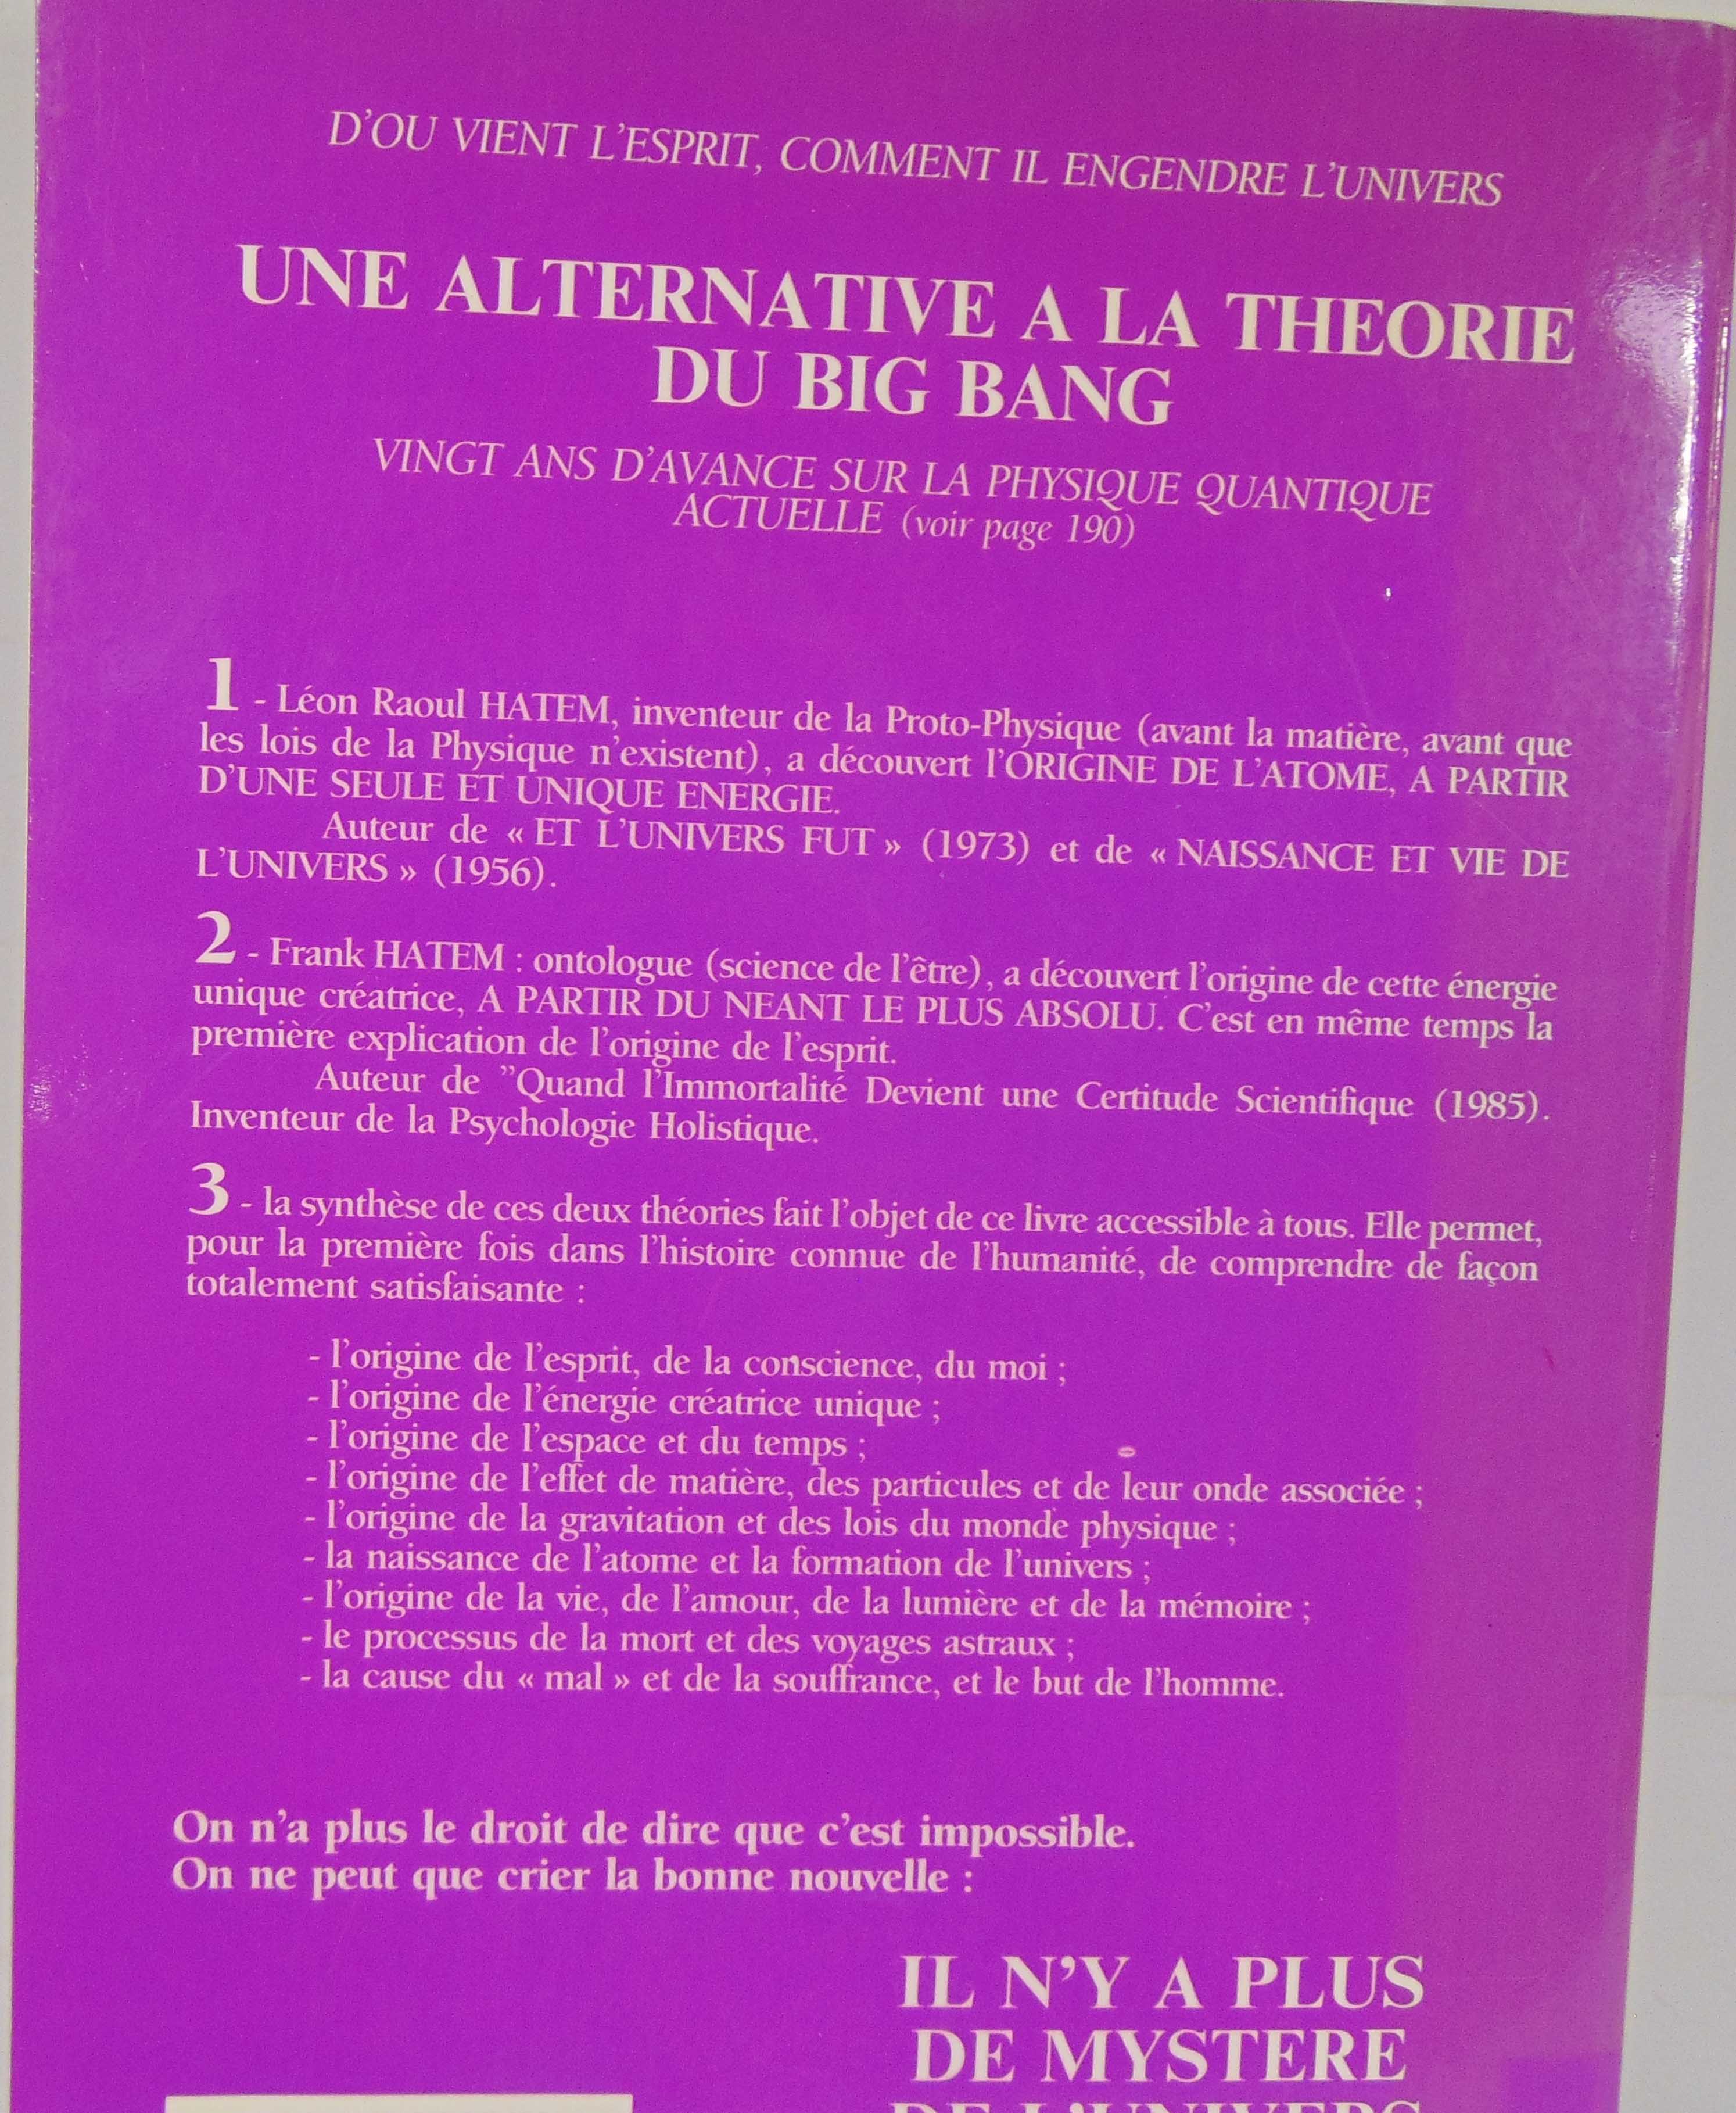 D'OU VIENT L'ESPRIT, COMMENT IL ENGENDRE L'UNIVERS
UNE ALTERNATIVE A LA THEORIE
DU BIG BANG
VINGT ANS D'AVANCE SUR LA PHYSIQUE QUANTIQUE
ACTUELLE (voir page 190)
1 - Léon Raoul HATEM, inventeur de la Proto-Physique (avant la matière, avant que
les lois de la Physique n'existent), a découvert l'ORIGINE DE L'ATOME, A PARTIR
D'UNE SEULE ET UNIQUE ENERGIE.
Auteur de « ET L'UNIVERS FUT » (1973) et de « NAISSANCE ET VIE DE
L'UNIVERS » (1956).
2 - Frank HATEM : ontologue (science de l'être), a découvert l'origine de cette énergie
unique créatrice, A PARTIR DU NEANT LE PLUS ABSOLU. C'est en même temps la
première explication de l'origine de l'esprit.
Auteur de ”Quand l'Immortalité Devient une Certitude Scientifique (1985).
Inventeur de la Psychologie Holistique.
3 - la synthèse de ces deux théories fait l'objet de ce livre accessible à tous. Elle permet,
pour la première fois dans l'histoire connue de l'humanité, de comprendre de façon
totalement satisfaisante :
- l'origine de l'esprit, de la conscience, du moi ;
- l'origine de l'énergie créatrice unique ;
- l'origine de l'espace et du temps ;
- l'origine de l'effet de matière, des particules et de leur onde associée ;
- l'origine de la gravitation et des lois du monde physique ;
- la naissance de l'atome et la formation de l'univers ;
- l'origine de la vie, de l'amour, de la lumière et de la mémoire ;
- le processus de la mort et des voyages astraux ;
- la cause du « mal » et de la souffrance, et le but de l'homme.
On n'a plus le droit de dire que c'est impossible.
On ne peut que crier la bonne nouvelle :
IL N'Y A PLUS
DE MYSTERE
DE L'UNIVERS